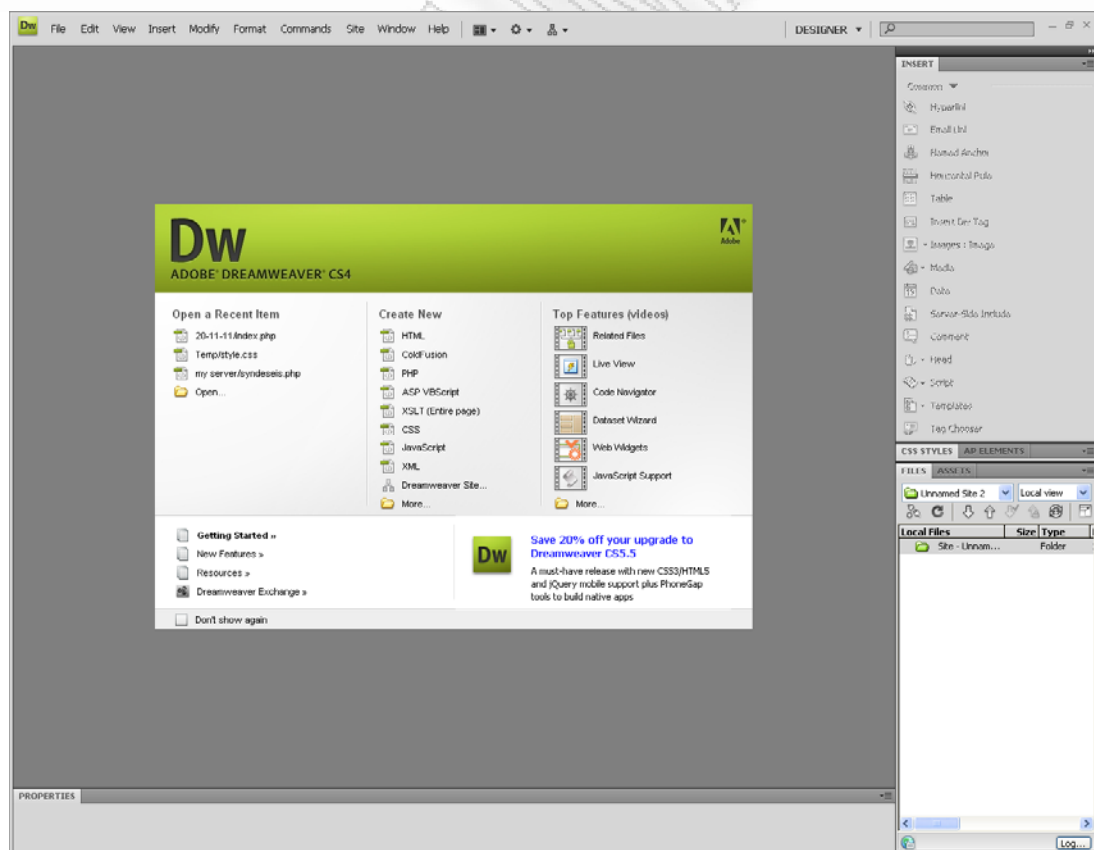 Dw File Edit View Insert Modify Format Commands Site Window Help DESIGNER
INSERT
Common
Hyperlink
Email Link
Named Anchor
Horizontal Rule
Table
Insert Div Tag
Images : Image
Media
Date
Server-Side Include
Comment
Head
Script
Templates
Tag Chooser
Dw
ADOBE® DREAMWEAVER® CS4
Adobe
Open a Recent Item
20-11-11/index.php
Temp/style.css
my server/syndeseis.php
Open...
Create New
HTML
ColdFusion
PHP
ASP VBScript
XSLT (Entire page)
CSS
JavaScript
XML
Dreamweaver Site...
More...
Top Features (videos)
Related Files
Live View
Code Navigator
Dataset Wizard
Web Widgets
JavaScript Support
More...
Getting Started »
New Features »
Resources »
Dreamweaver Exchange »
Dw
Save 20% off your upgrade to
Dreamweaver CS5.5
A must-have release with new CSS3/HTML5
and jQuery mobile support plus PhoneGap
tools to build native apps
Don't show again
CSS STYLES AP ELEMENTS
FILES ASSETS
Unnamed Site 2 Local view
Local Files Size Type
Site - Unnam... Folder
Log...
PROPERTIES